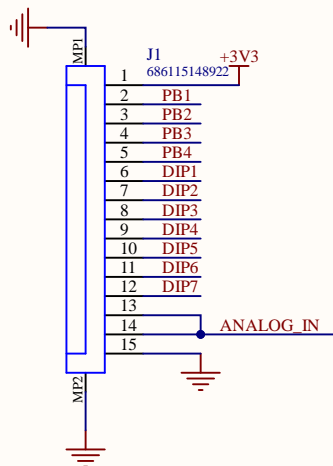 MP1
J1
+3V3
686115148922
1
2 PB1
3 PB2
4 PB3
5 PB4
6 DIP1
7 DIP2
8 DIP3
9 DIP4
10 DIP5
11 DIP6
12 DIP7
13
14 ANALOG_IN
15
MP2